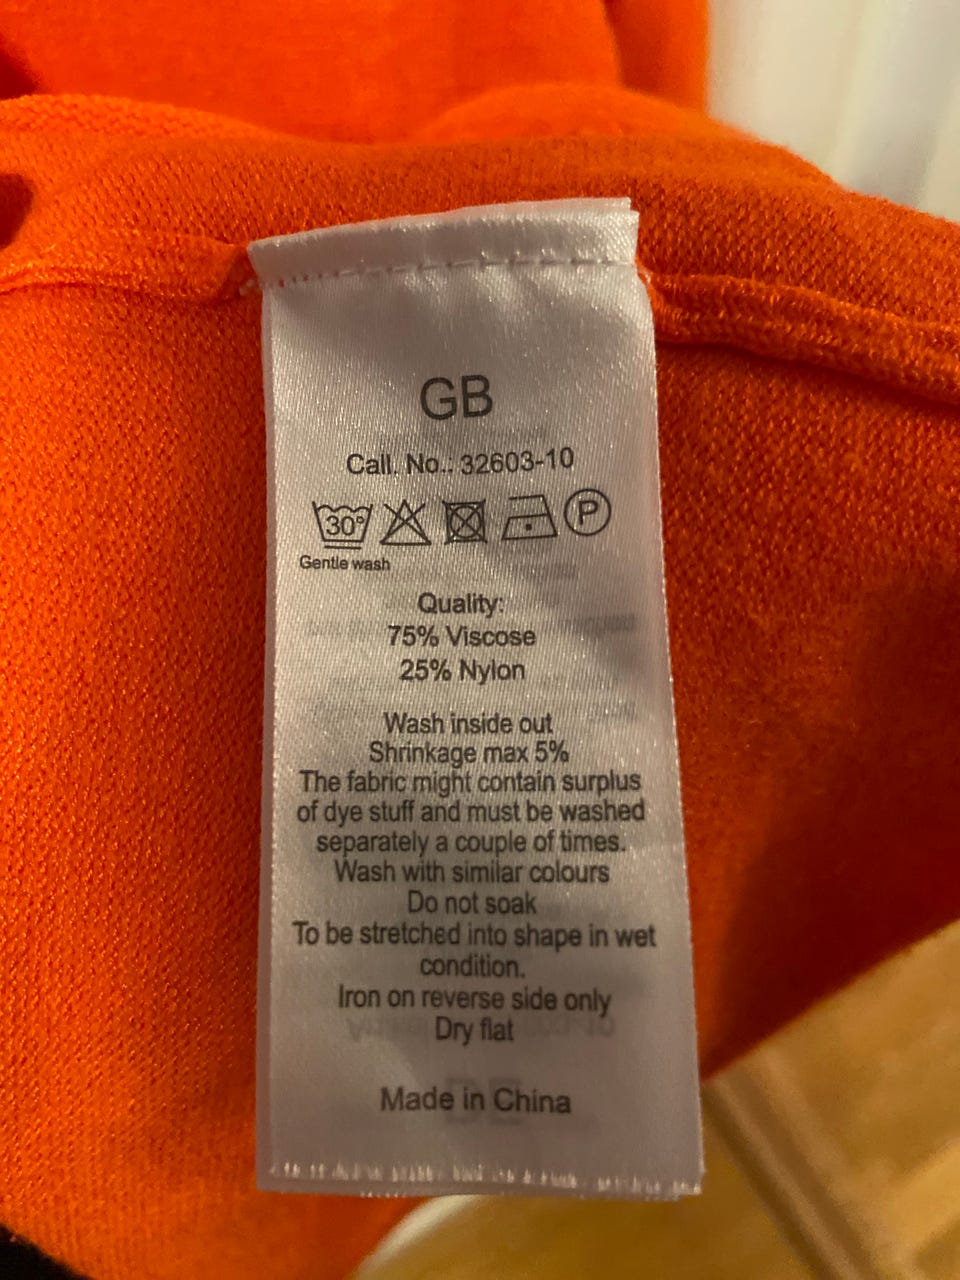 GB
Call. No.: 32603-10
30° P
Gentle wash
Quality:
75% Viscose
25% Nylon
Wash inside out
Shrinkage max 5%
The fabric might contain surplus
of dye stuff and must be washed
separately a couple of times.
Wash with similar colours
Do not soak
To be stretched into shape in wet
condition.
Iron on reverse side only
Dry flat
Made in China